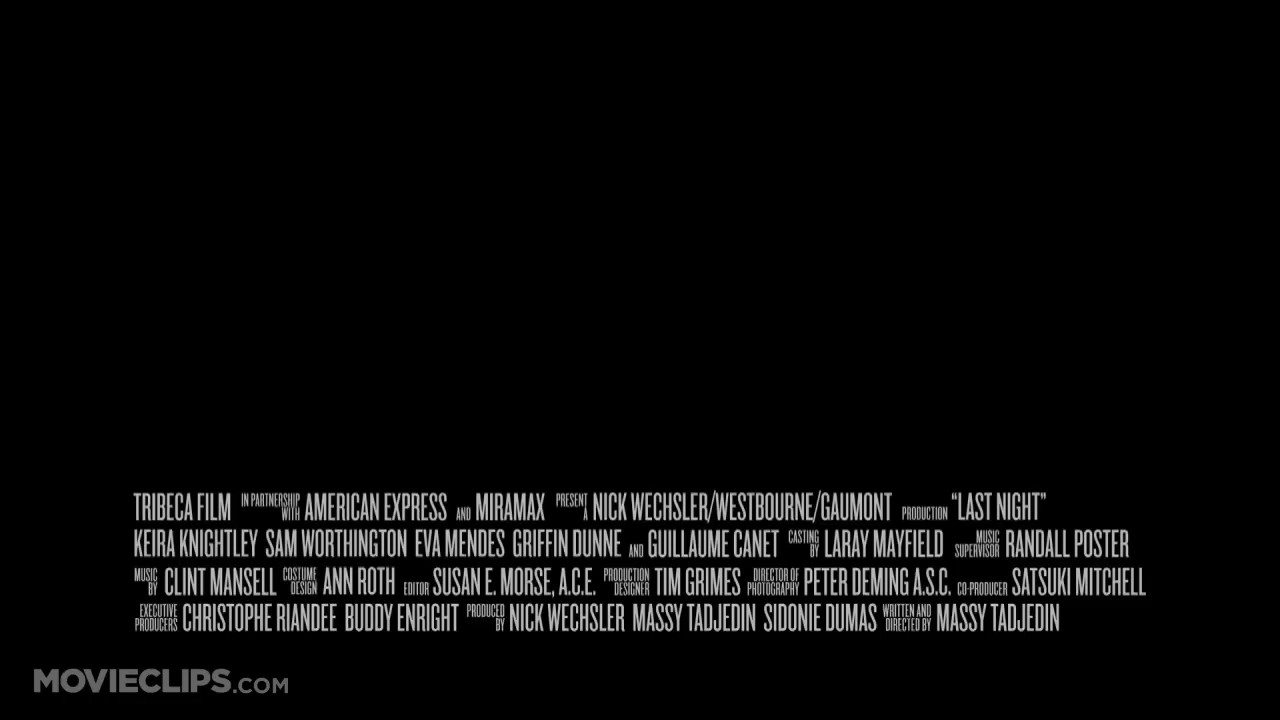 TRIBECA FILM IN PARTNERSHIP WITH AMERICAN EXPRESS AND MIRAMAX PRESENT A NICK WECHSLER/WESTBOURNE/GAUMONT PRODUCTION “LAST NIGHT”
KEIRA KNIGHTLEY SAM WORTHINGTON EVA MENDES GRIFFIN DUNNE AND GUILLAUME CANET CASTING BY LARAY MAYFIELD MUSIC SUPERVISOR RANDALL POSTER
MUSIC BY CLINT MANSELL COSTUME DESIGN ANN ROTH EDITOR SUSAN E. MORSE, A.C.E. PRODUCTION DESIGNER TIM GRIMES DIRECTOR OF PHOTOGRAPHY PETER DEMING A.S.C. CO-PRODUCER SATSUKI MITCHELL
EXECUTIVE PRODUCERS CHRISTOPHE RIANDEE BUDDY ENRIGHT PRODUCED BY NICK WECHSLER MASSY TADJEDIN SIDONIE DUMAS WRITTEN AND DIRECTED BY MASSY TADJEDIN
MOVIECLIPS.COM